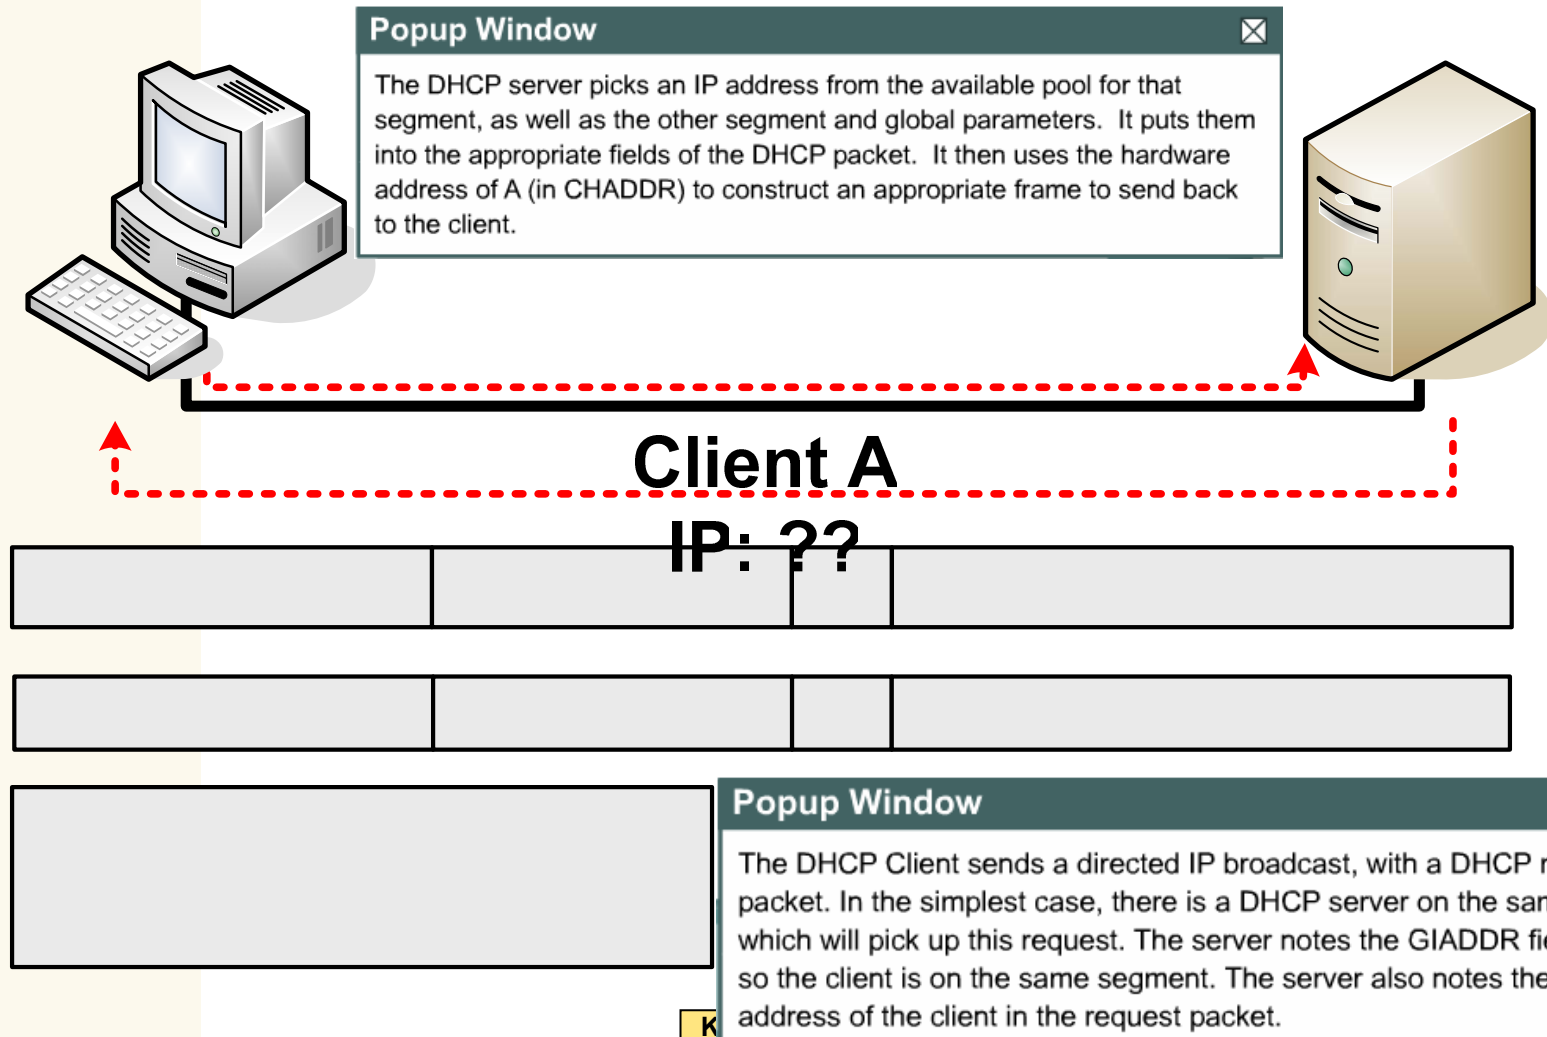 Popup Window
The DHCP server picks an IP address from the available pool for that
segment, as well as the other segment and global parameters. It puts them
into the appropriate fields of the DHCP packet. It then uses the hardware
address of A (in CHADDR) to construct an appropriate frame to send back
to the client.
Client A
IP: ??
Popup Window
The DHCP Client sends a directed IP broadcast, with a DHCP
packet. In the simplest case, there is a DHCP server on the
which will pick up this request. The server notes the GIADDR
so the client is on the same segment. The server also notes the
address of the client in the request packet.
K